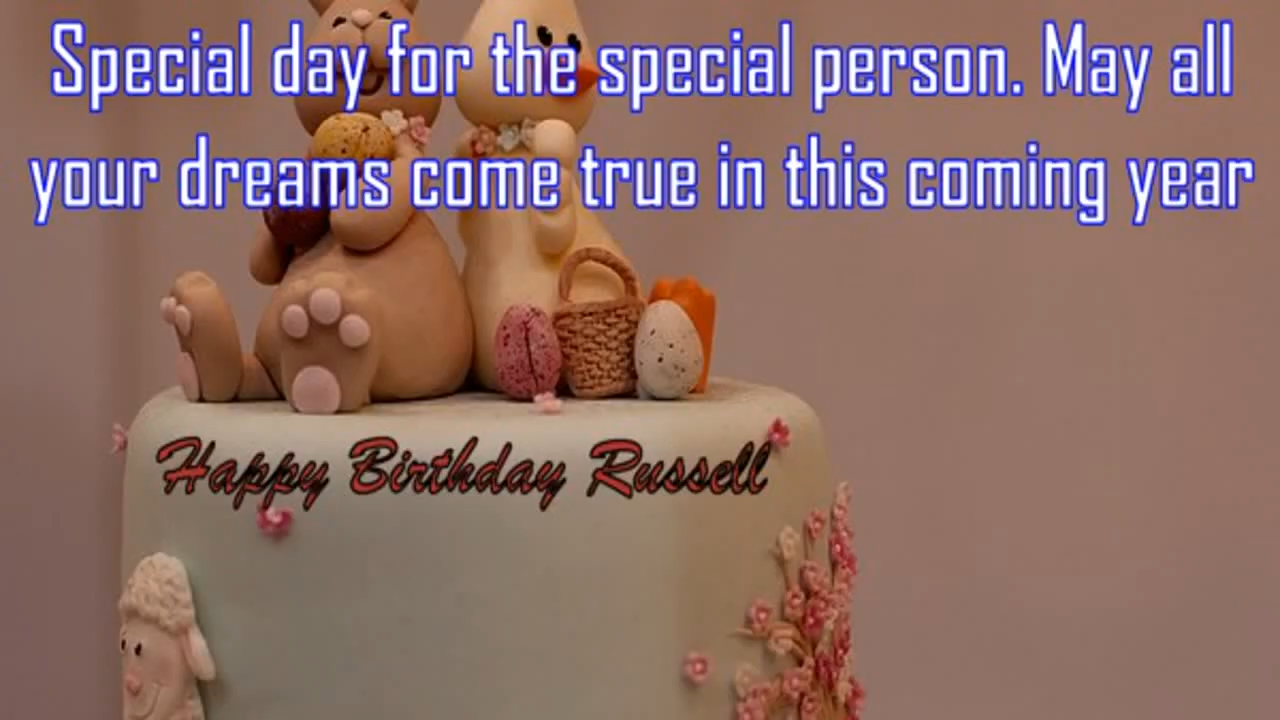 Special day for the special person. May all
your dreams come true in this coming year
Happy Birthday Russell